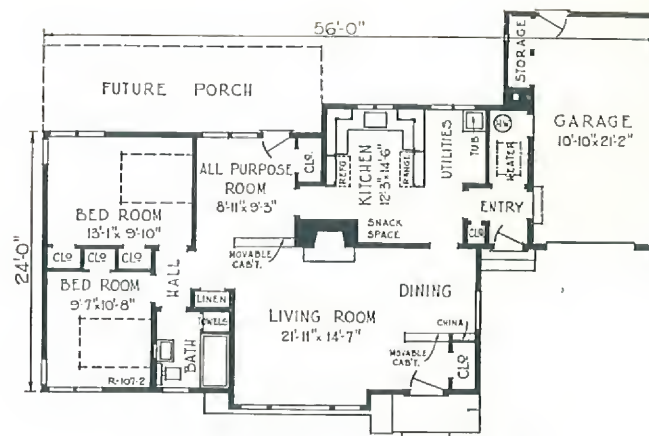 56'-0"
STORAGE
FUTURE PORCH
GARAGE
10'-10"x21'-2"
UTILITIES
TUB
H.W.
HEATER
KITCHEN
12'-3"x14'-6"
REFG.
RANGE
CLO.
ALL PURPOSE
ROOM
8'-11"x9'-3"
24'-0"
BED ROOM
13'-1"x 9'-10"
SNACK
SPACE
ENTRY
CLO
MOVABLE
CAB'T.
CLO
CLO
CLO
HALL
BED ROOM
9'-7"x10'-8"
LINEN
TOWELS
LIVING ROOM
21'-11"x 14'-7"
DINING
CHINA
MOVABLE
CAB'T.
CLO.
BATH
R-107-2